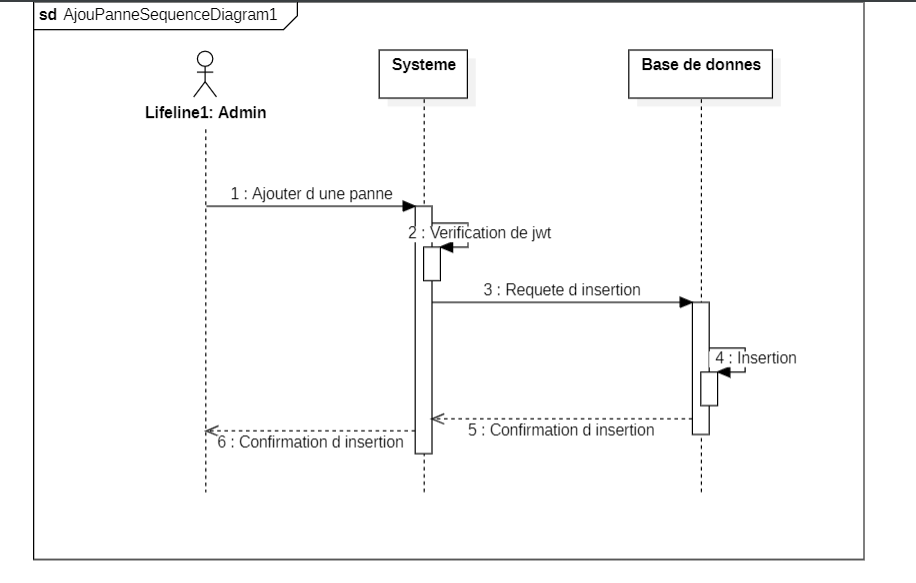 sd AjouPanneSequenceDiagram1
Systeme
Base de donnes
Lifeline1: Admin
1 : Ajouter d une panne
2 : Verification de jwt
3 : Requete d insertion
4 : Insertion
5 : Confirmation d insertion
6 : Confirmation d insertion